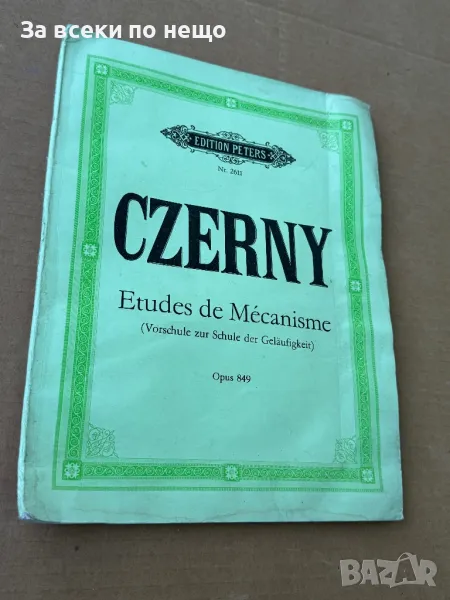 За всеки по нещо
EDITION PETERS
Nr. 2611
CZERNY
Etudes de Mécanisme
(Vorschule zur Schule der Geläufigkeit)
Opus 849
BAZAR